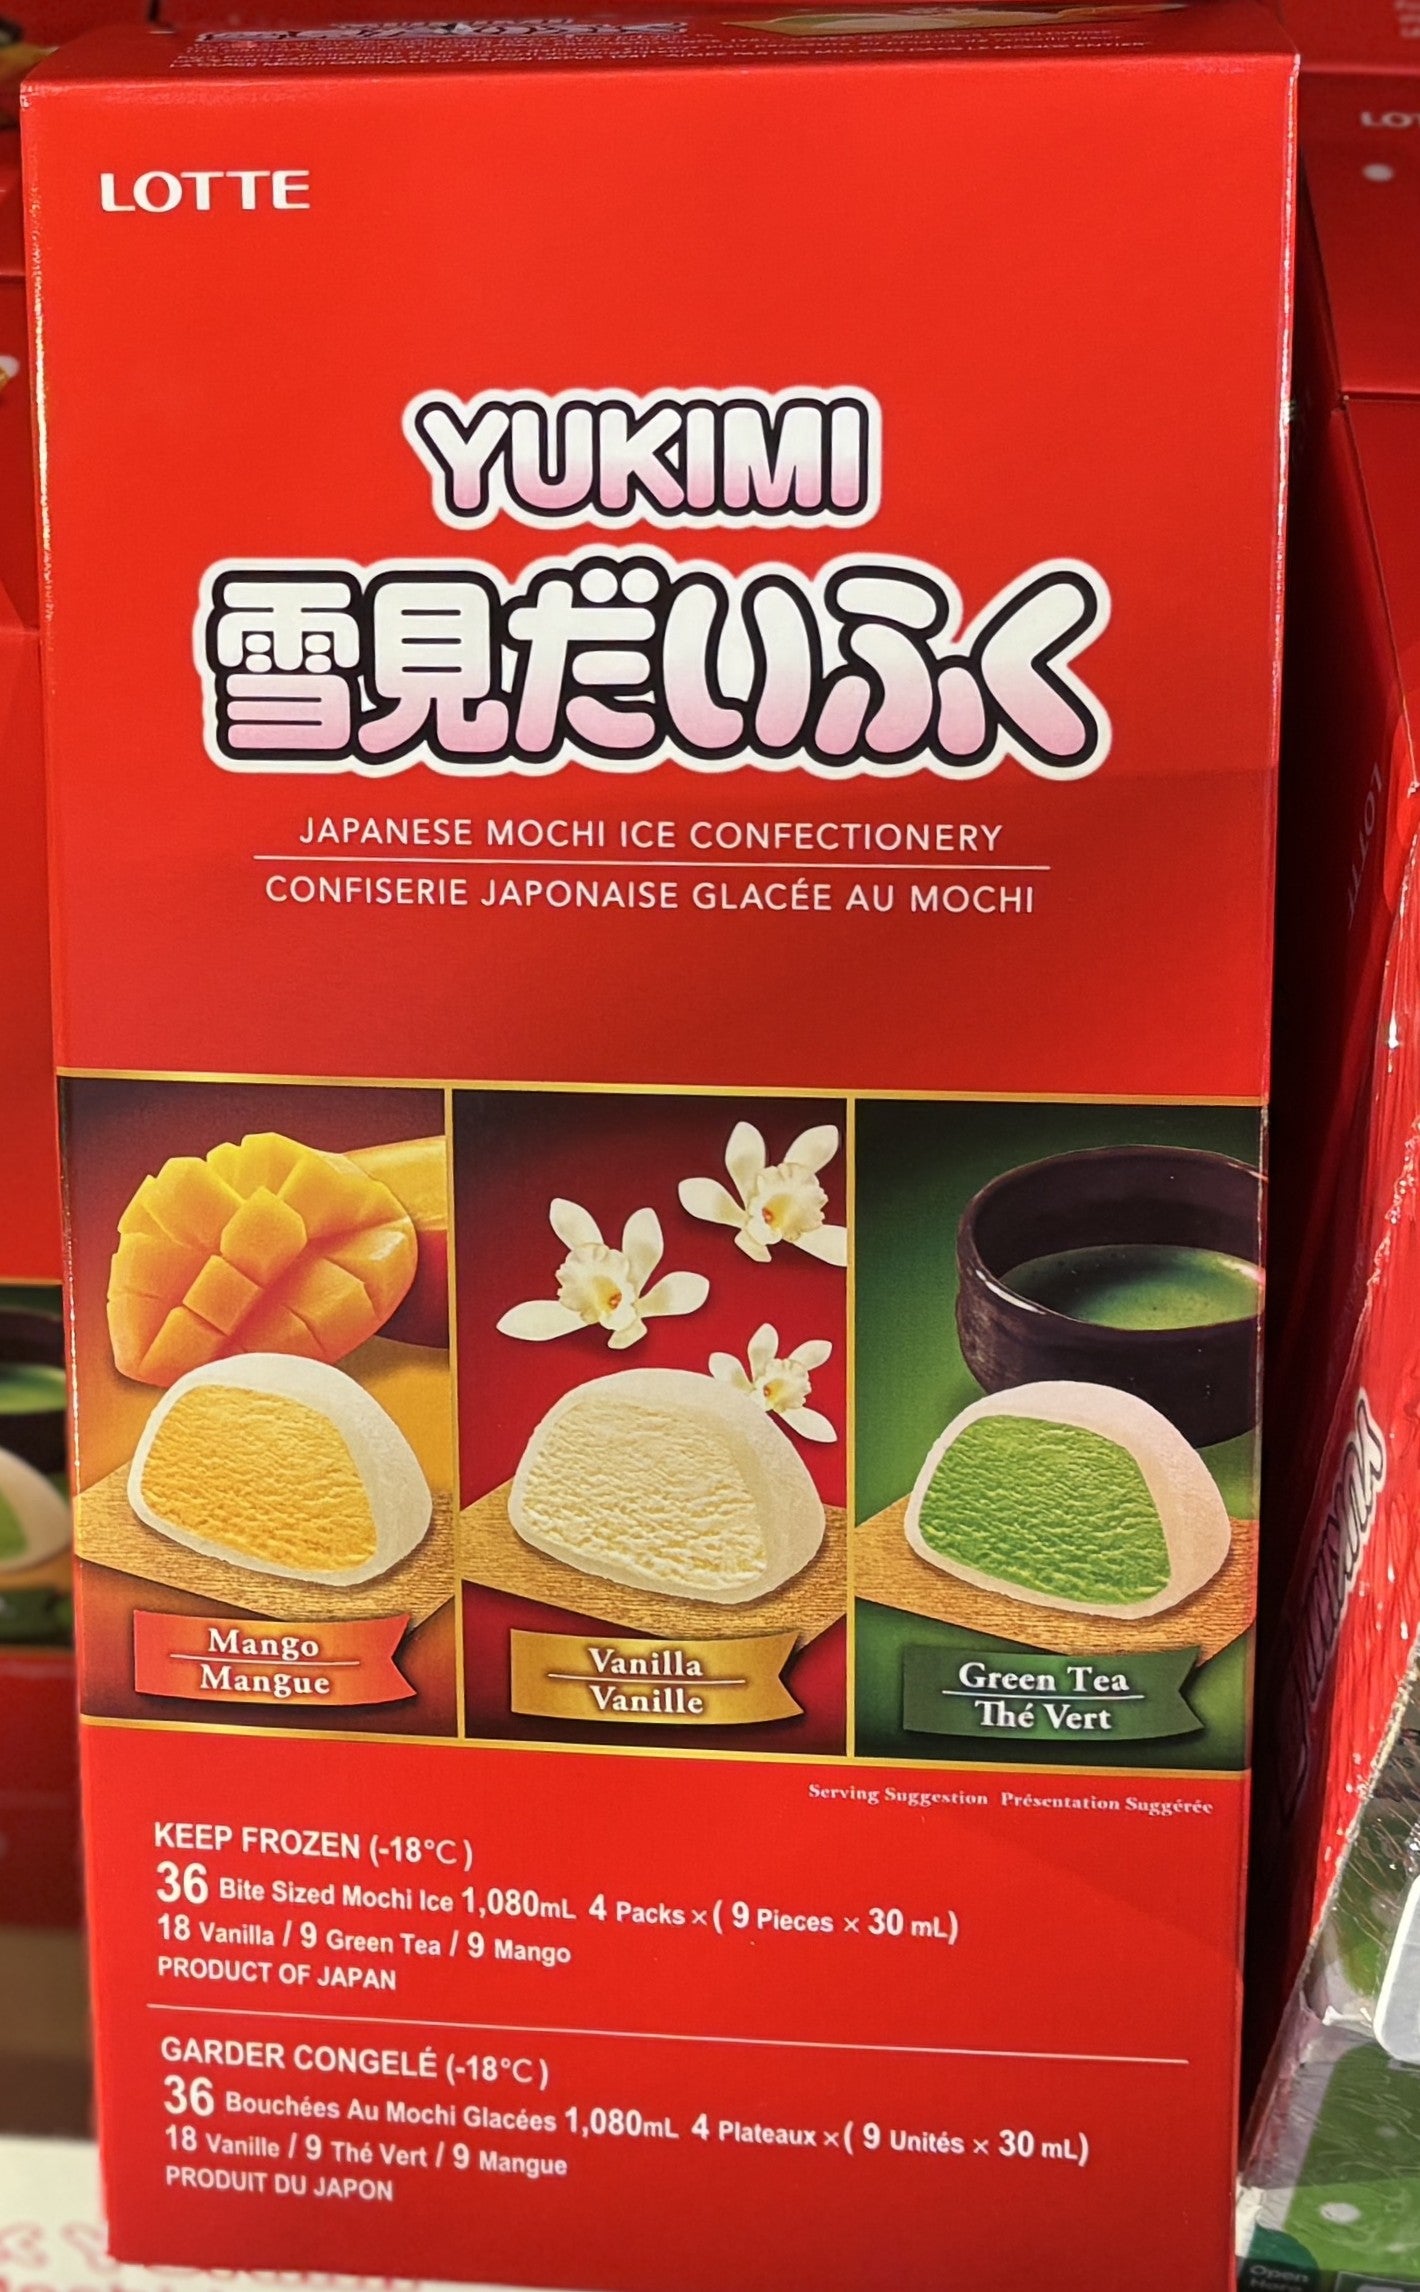 LOTTE
YUKIMI
雪見だいふく
JAPANESE MOCHI ICE CONFECTIONERY
CONFISERIE JAPONAISE GLACÉE AU MOCHI
Mango
Mangue
Vanilla
Vanille
Green Tea
Thé Vert
Serving Suggestion Présentation Suggérée
KEEP FROZEN (-18°C)
36 Bite Sized Mochi Ice 1,080mL 4 Packs × ( 9 Pieces × 30 mL)
18 Vanilla / 9 Green Tea / 9 Mango
PRODUCT OF JAPAN
GARDER CONGELÉ (-18°C)
36 Bouchées Au Mochi Glacées 1,080mL 4 Plateaux × ( 9 Unités × 30 mL)
18 Vanille / 9 Thé Vert / 9 Mangue
PRODUIT DU JAPON
LOTT
Open